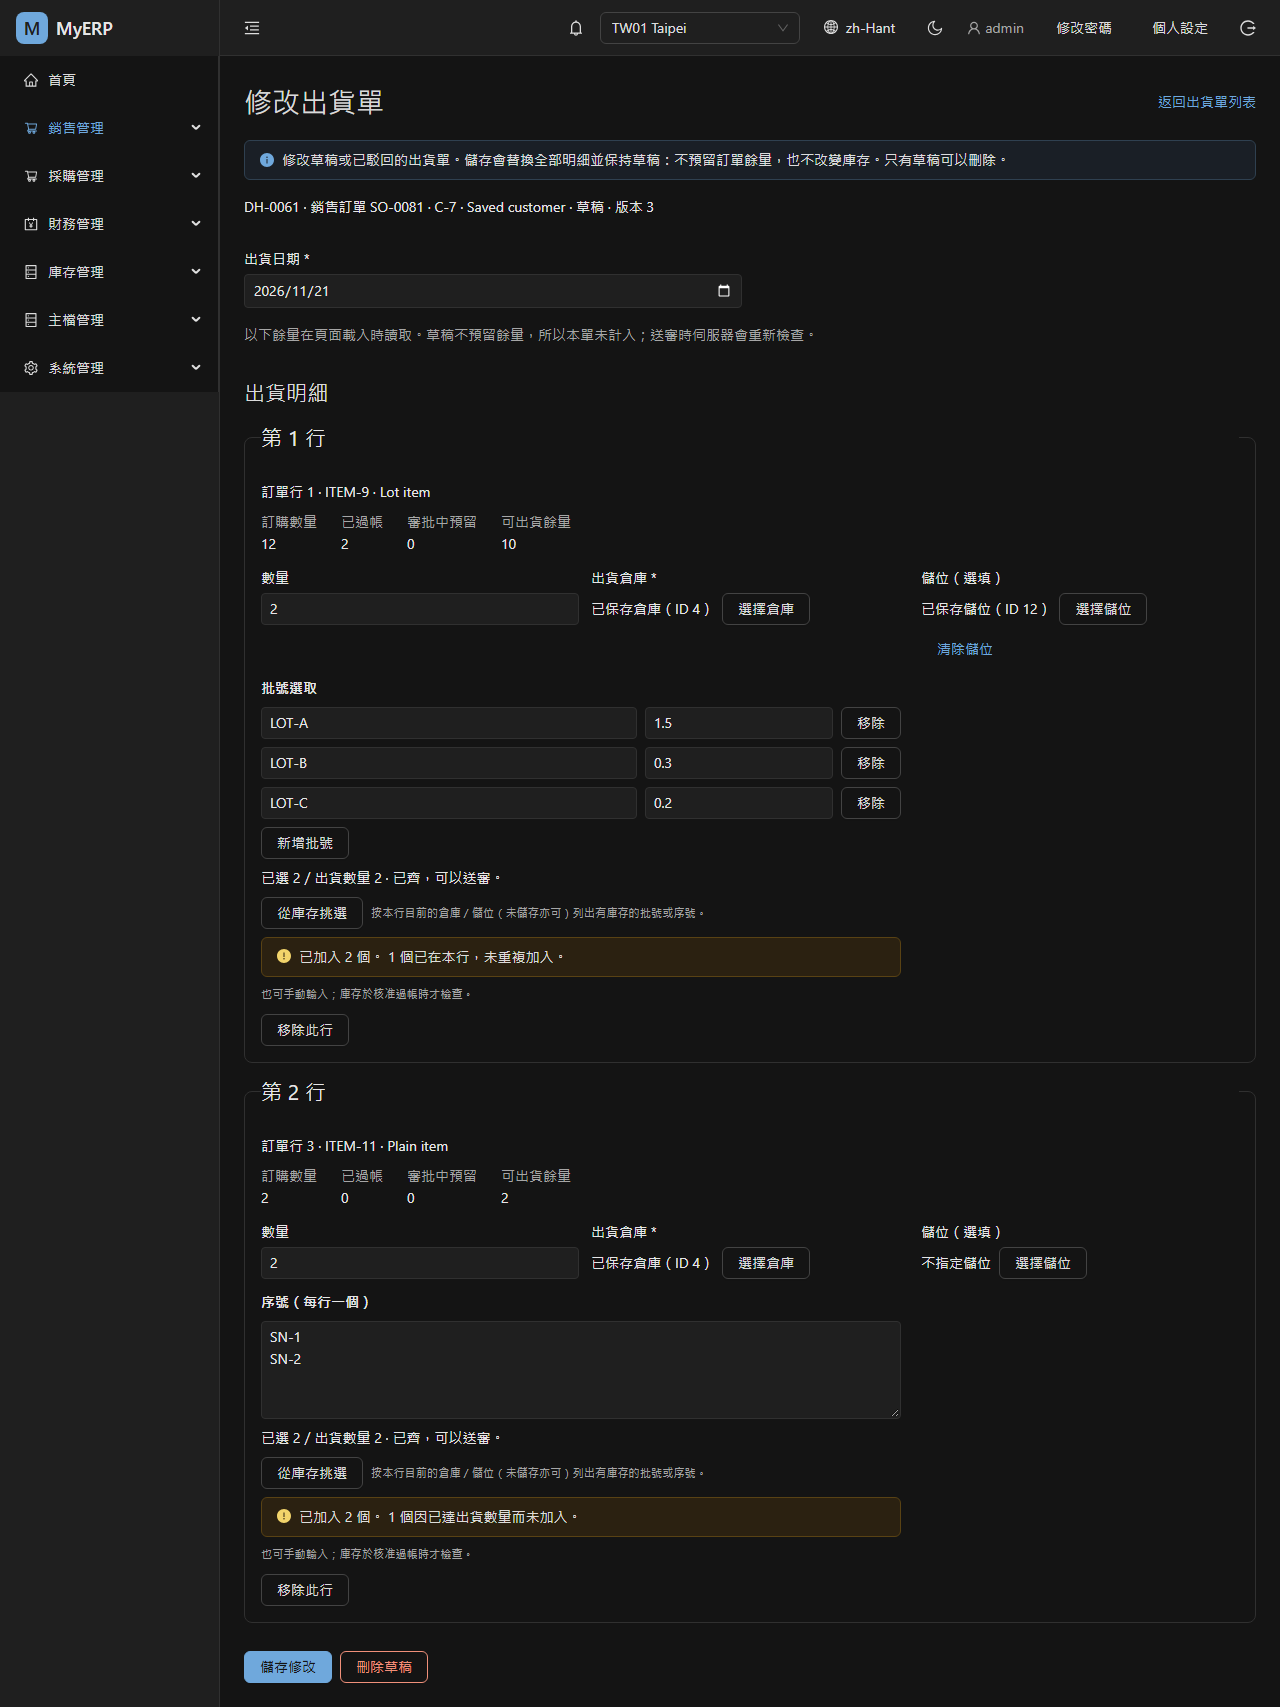 M MyERP
TW01 Taipei
zh-Hant
admin
修改密碼
個人設定
首頁
銷售管理
採購管理
財務管理
庫存管理
主檔管理
系統管理
修改出貨單
返回出貨單列表
修改草稿或已駁回的出貨單。儲存會替換全部明細並保持草稿：不預留訂單餘量，也不改變庫存。只有草稿可以刪除。
DH-0061 · 銷售訂單 SO-0081 · C-7 · Saved customer · 草稿 · 版本 3
出貨日期 *
2026/11/21
以下餘量在頁面載入時讀取。草稿不預留餘量，所以本單未計入；送審時伺服器會重新檢查。
出貨明細
第 1 行
訂單行 1 · ITEM-9 · Lot item
訂購數量 已過帳 審批中預留 可出貨餘量
12 2 0 10
數量 出貨倉庫 * 儲位（選填）
2 已保存倉庫（ID 4） 選擇倉庫 已保存儲位（ID 12） 選擇儲位
清除儲位
批號選取
LOT-A 1.5 移除
LOT-B 0.3 移除
LOT-C 0.2 移除
新增批號
已選 2 / 出貨數量 2 · 已齊，可以送審。
從庫存挑選 按本行目前的倉庫 / 儲位（未儲存亦可）列出有庫存的批號或序號。
已加入 2 個。 1 個已在本行，未重複加入。
也可手動輸入；庫存於核准過帳時才檢查。
移除此行
第 2 行
訂單行 3 · ITEM-11 · Plain item
訂購數量 已過帳 審批中預留 可出貨餘量
2 0 0 2
數量 出貨倉庫 * 儲位（選填）
2 已保存倉庫（ID 4） 選擇倉庫 不指定儲位 選擇儲位
序號（每行一個）
SN-1
SN-2
已選 2 / 出貨數量 2 · 已齊，可以送審。
從庫存挑選 按本行目前的倉庫 / 儲位（未儲存亦可）列出有庫存的批號或序號。
已加入 2 個。 1 個因已達出貨數量而未加入。
也可手動輸入；庫存於核准過帳時才檢查。
移除此行
儲存修改 刪除草稿